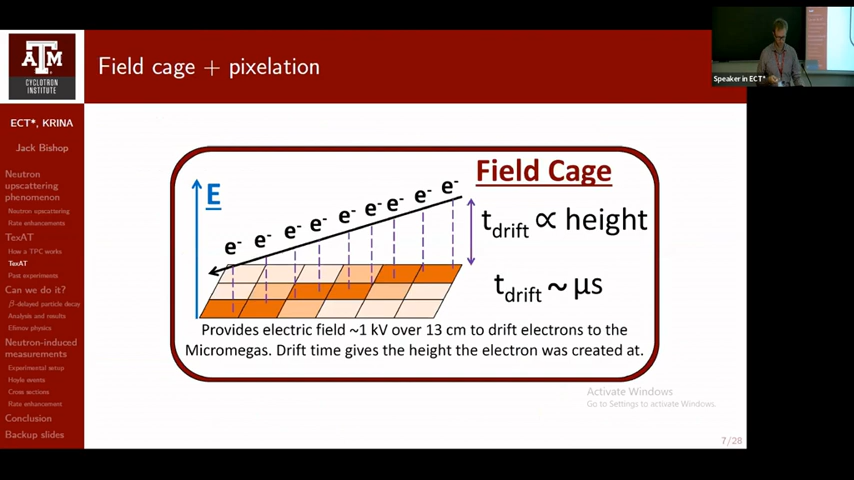 Field cage + pixelation
ĀM
CYCLOTRON
INSTITUTE
ECT*, KRINA
Jack Bishop
Neutron
upscattering
phenomenon
Neutron upscattering
Rate enhancements
TexAT
How a TPC works
TexAT
Past experiments
Can we do it?
β-delayed particle decay
Analysis and results
Efimov physics
Neutron-induced
measurements
Experimental setup
Hoyle events
Cross sections
Rate enhancement
Conclusion
Backup slides
Speaker in ECT*
Field Cage
E
e- e- e- e- e- e- e- e- e-
tdrift ∝ height
tdrift ~ μs
Provides electric field ~1 kV over 13 cm to drift electrons to the
Micromegas. Drift time gives the height the electron was created at.
Activate Windows
Go to Settings to activate Windows.
7/28